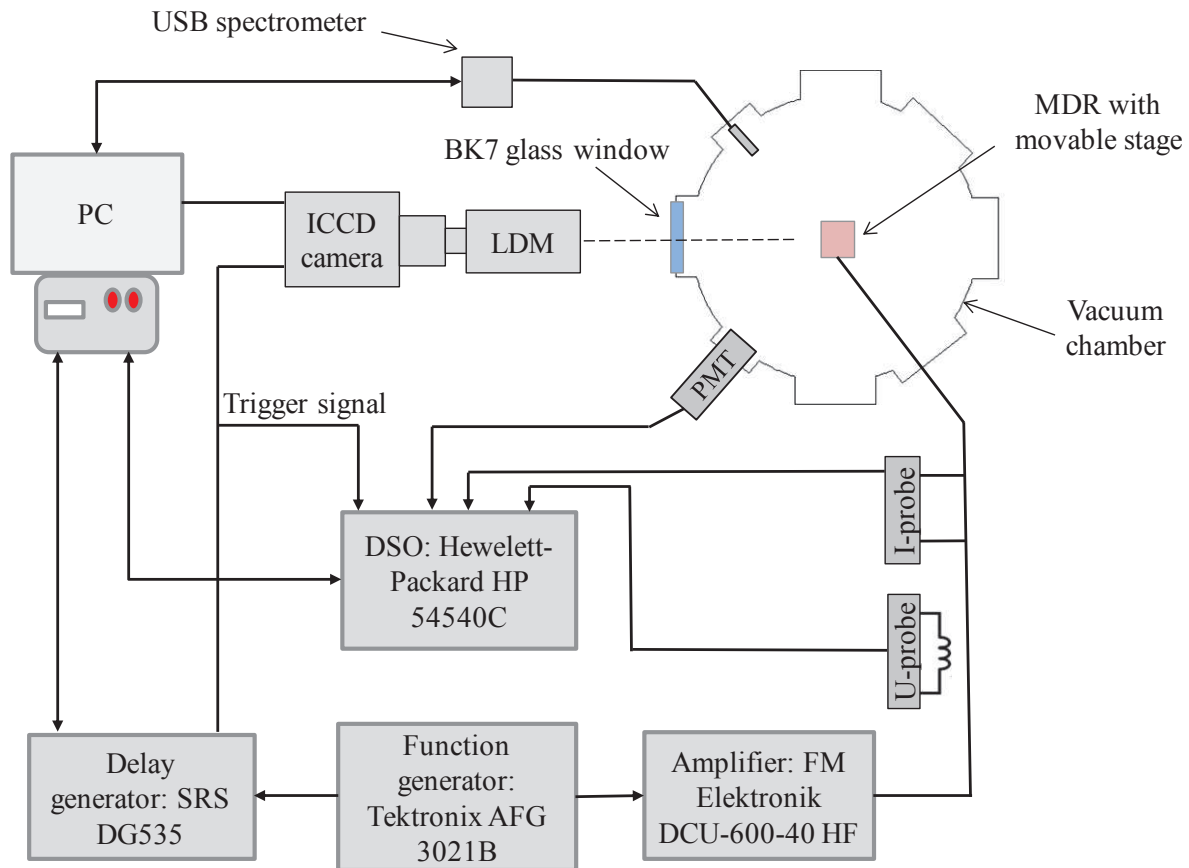 USB spectrometer
MDR with
movable stage
BK7 glass window
PC
ICCD
camera
LDM
Vacuum
chamber
PMT
Trigger signal
I-probe
DSO: Hewelett-
Packard HP
54540C
U-probe
Delay
generator: SRS
DG535
Function
generator:
Tektronix AFG
3021B
Amplifier: FM
Elektronik
DCU-600-40 HF